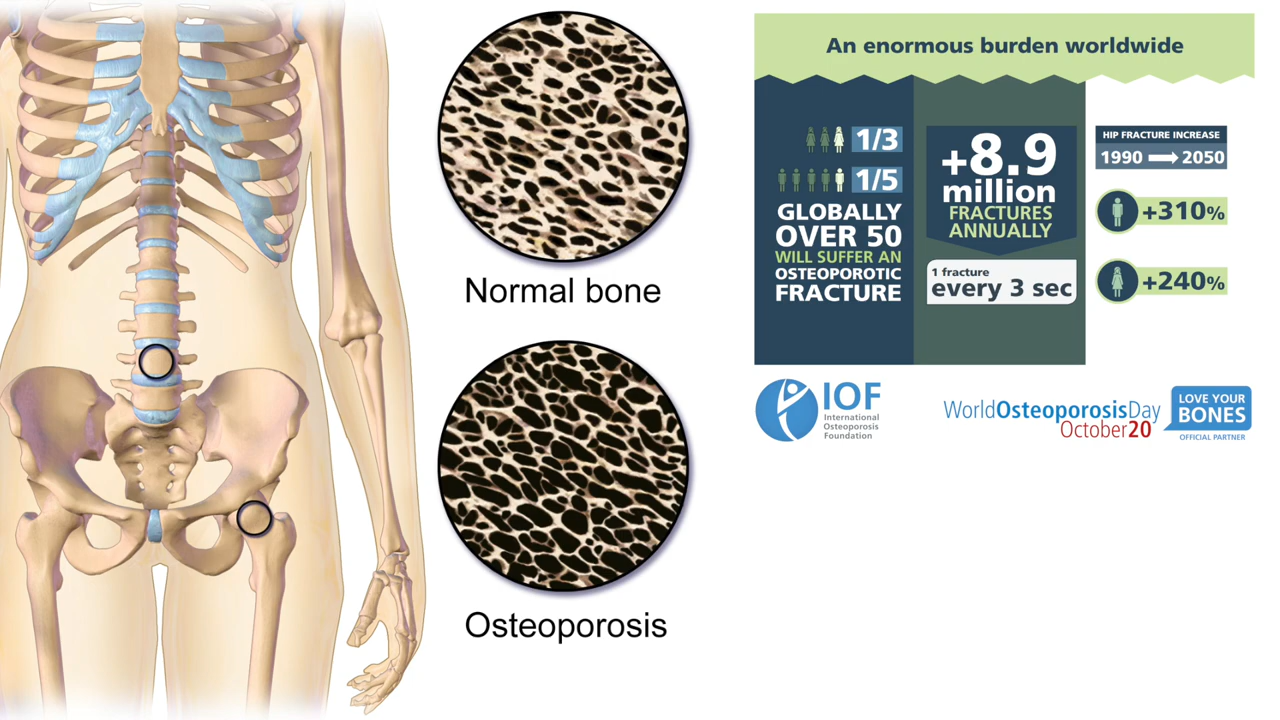 Normal bone
Osteoporosis
An enormous burden worldwide
1/3
1/5
GLOBALLY
OVER 50
WILL SUFFER AN
OSTEOPOROTIC
FRACTURE
+8.9
million
FRACTURES
ANNUALLY
1 fracture
every 3 sec
HIP FRACTURE INCREASE
1990 2050
+310%
+240%
IOF
International
Osteoporosis
Foundation
WorldOsteoporosisDay
October20
LOVE YOUR
BONES
OFFICIAL PARTNER